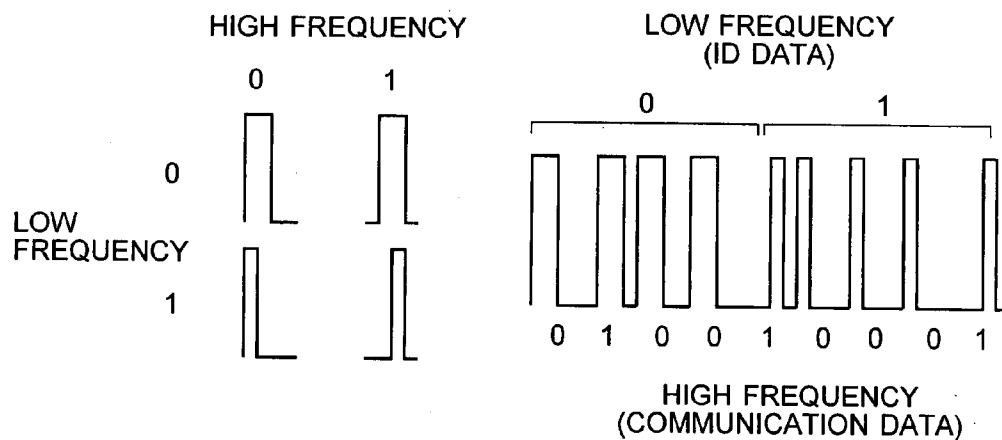 HIGH FREQUENCY
0 1
0
LOW
FREQUENCY
1
LOW FREQUENCY
(ID DATA)
0 1
0 1 0 0 1 0 0 0 1
HIGH FREQUENCY
(COMMUNICATION DATA)